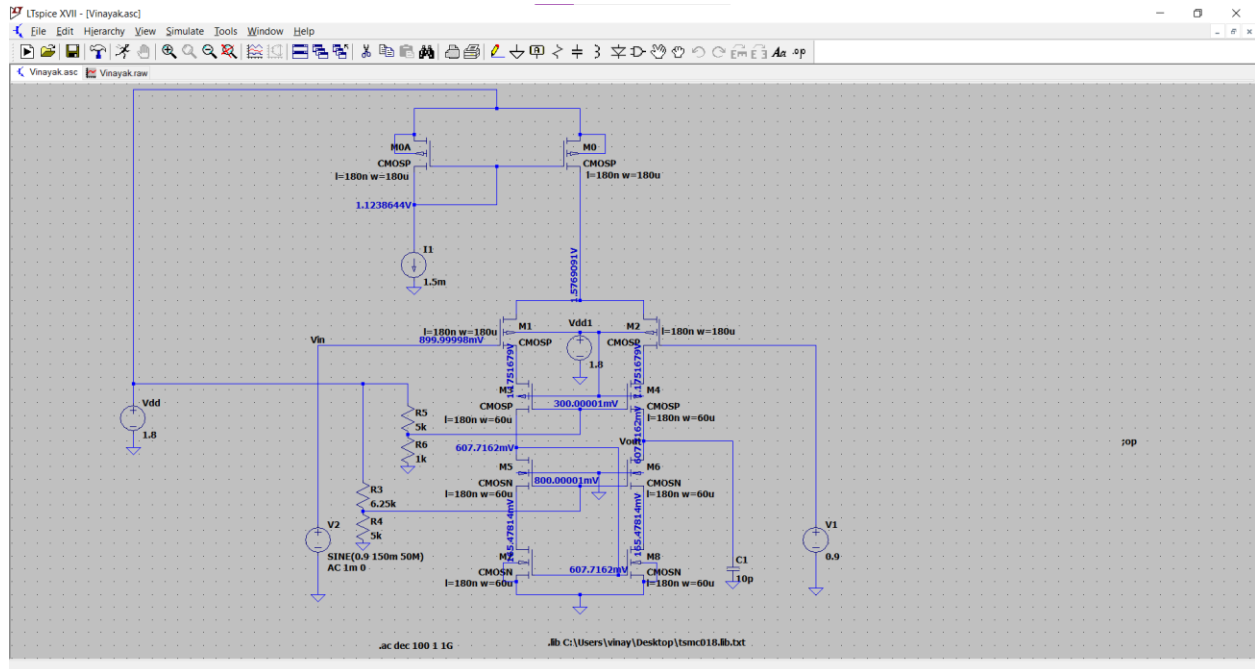 LTspice XVII - [Vinayak.asc]
File Edit Hierarchy View Simulate Tools Window Help
Vinayak.asc Vinayak.raw
M0A M0
CMOSP CMOSP
l=180n w=180u l=180n w=180u
1.1238644V
I1
1.5m
1.5769091V
M1 Vdd1 M2
l=180n w=180u l=180n w=180u
Vin 899.99998mV CMOSP CMOSP
1.8
1.1751679V
M4
300.00001mV
CMOSP CMOSP
l=180n w=60u l=180n w=60u
Vdd
1.8
R5
5k
R6
1k
607.7162mV
;op
M5 M6
800.00001mV
CMOSN CMOSN
l=180n w=60u l=180n w=60u
R3
6.25k
R4
5k
165.47814mV 165.47814mV
V2 V1
SINE(0.9 150m 50M) 0.9
AC 1m 0
M8
607.7162mV
CMOSN CMOSN
l=180n w=60u l=180n w=60u
C1
10p
.ac dec 100 1 1G .lib C:\Users\vinay\Desktop\tsmc018.lib.txt